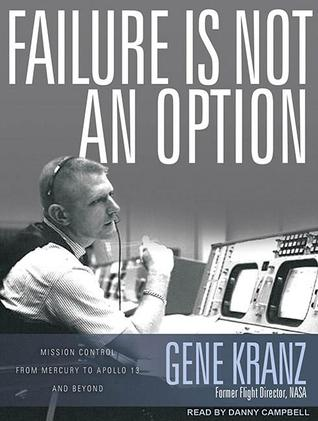 FAILURE IS NOT
AN OPTION
MISSION CONTROL
FROM MERCURY TO APOLLO 13
AND BEYOND
GENE KRANZ
Former Flight Director, NASA
READ BY DANNY CAMPBELL